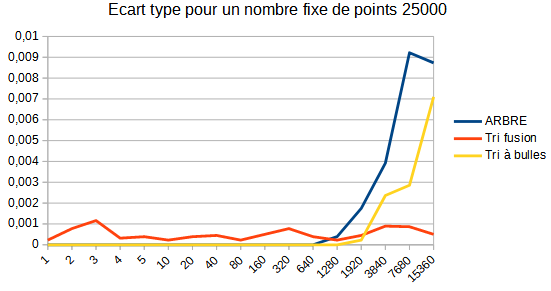 Ecart type pour un nombre fixe de points 25000
0,01
0,009
0,008
0,007
0,006
0,005
0,004
0,003
0,002
0,001
0
ARBRE
Tri fusion
Tri à bulles
1 2 3 4 5 10 20 40 80 160 320 640 1280 1920 3840 7680 15360